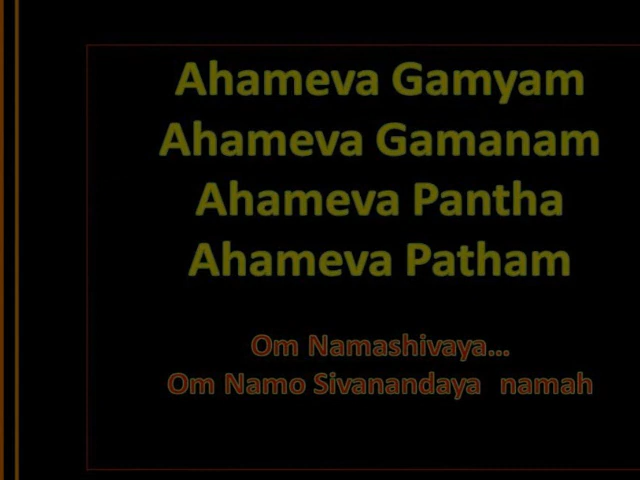 Ahameva Gamyam
Ahameva Gamanam
Ahameva Pantha
Ahameva Patham
Om Namashivaya...
Om Namo Sivanandaya namah